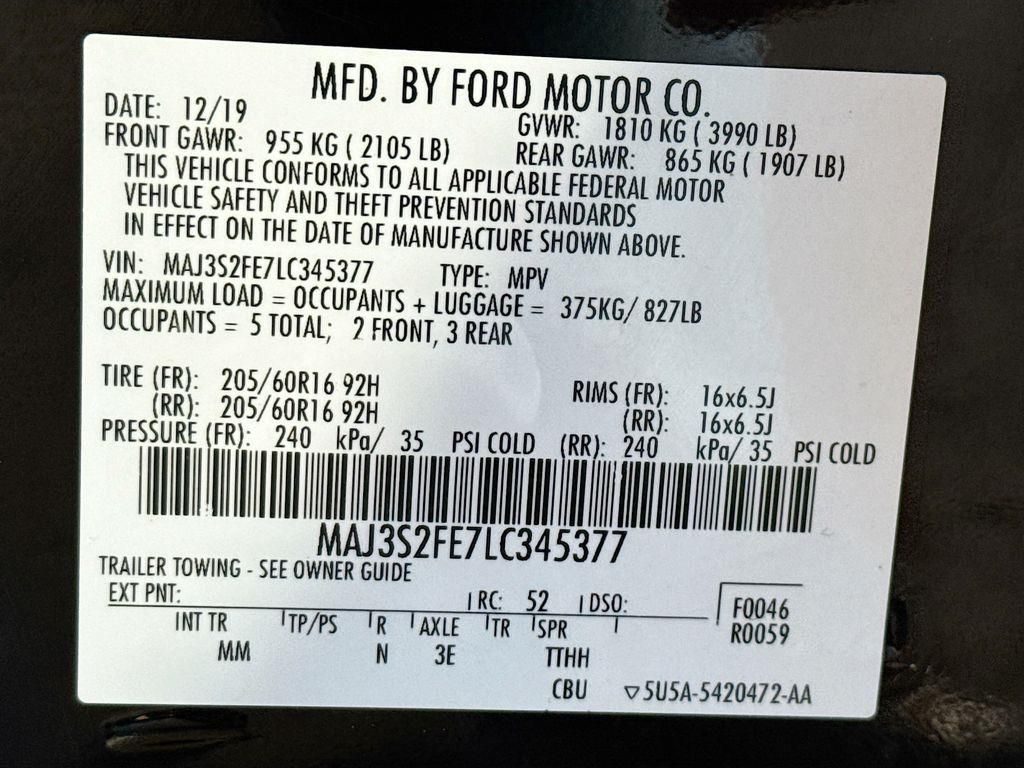 MFD. BY FORD MOTOR CO.
DATE: 12/19 GVWR: 1810 KG ( 3990 LB)
FRONT GAWR: 955 KG ( 2105 LB) REAR GAWR: 865 KG ( 1907 LB)
THIS VEHICLE CONFORMS TO ALL APPLICABLE FEDERAL MOTOR
VEHICLE SAFETY AND THEFT PREVENTION STANDARDS
IN EFFECT ON THE DATE OF MANUFACTURE SHOWN ABOVE.
VIN: MAJ3S2FE7LC345377 TYPE: MPV
MAXIMUM LOAD = OCCUPANTS + LUGGAGE = 375KG/ 827LB
OCCUPANTS = 5 TOTAL; 2 FRONT, 3 REAR
TIRE (FR): 205/60R16 92H RIMS (FR): 16x6.5J
(RR): 205/60R16 92H (RR): 16x6.5J
PRESSURE (FR): 240 kPa/ 35 PSI COLD (RR): 240 kPa/ 35 PSI COLD
MAJ3S2FE7LC345377
TRAILER TOWING - SEE OWNER GUIDE
EXT PNT: RC: 52 DSO: F0046
INT TR TP/PS R AXLE TR SPR R0059
MM N 3E TTHH
CBU ▽5U5A-5420472-AA